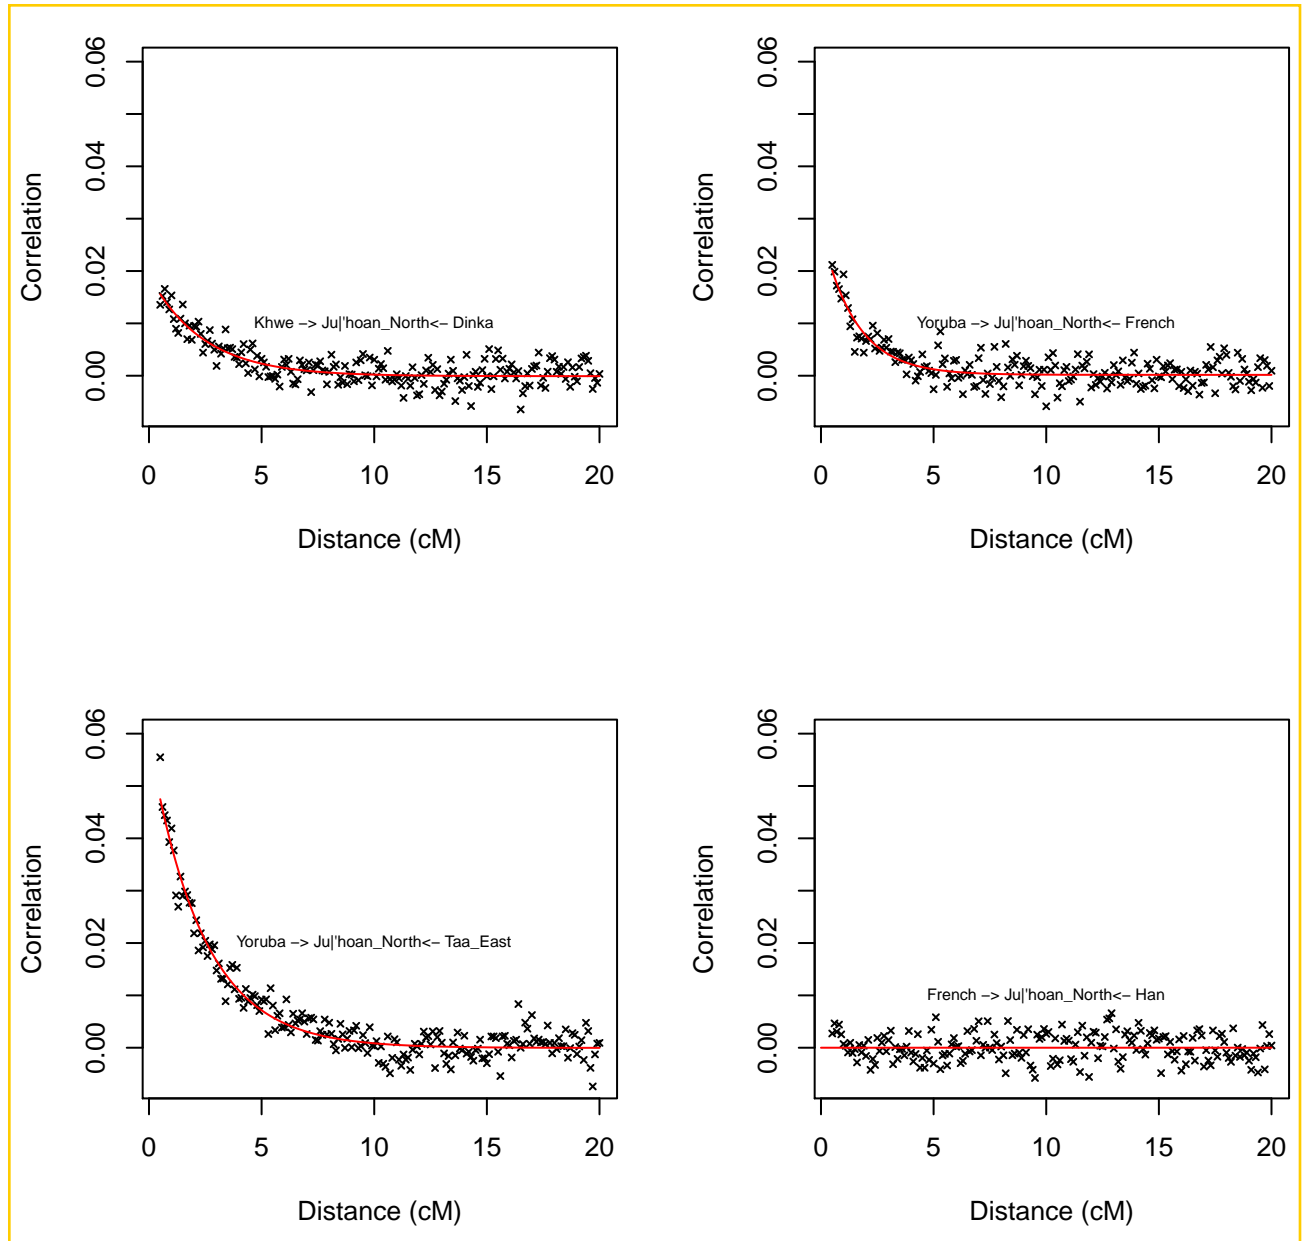 0.06
0.04
0.02
0.00
Correlation
Khwe −> Ju|'hoan_North<− Dinka
0 5 10 15 20
Distance (cM)
0.06
0.04
0.02
0.00
Correlation
Yoruba −> Ju|'hoan_North<− French
0 5 10 15 20
Distance (cM)
0.06
0.04
0.02
0.00
Correlation
Yoruba −> Ju|'hoan_North<− Taa_East
0 5 10 15 20
Distance (cM)
0.06
0.04
0.02
0.00
Correlation
French −> Ju|'hoan_North<− Han
0 5 10 15 20
Distance (cM)